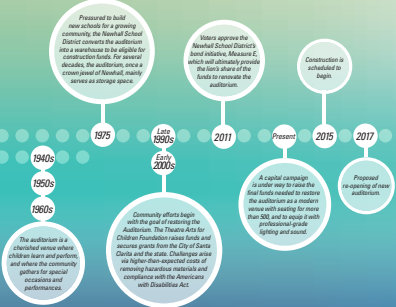 Pressured to build
new schools for a growing
community, the Newhall School
District converts the auditorium
into a warehouse to be eligible for
construction funds. For several
decades, the auditorium, once a
crown jewel of Newhall, mainly
serves as storage space.
Voters approve the
Newhall School District's
bond initiative, Measure E,
which will ultimately provide
the lion's share of the
funds to renovate the
auditorium.
Construction is
scheduled to
begin.
1975
Late
1990s
Early
2000s
2011
Present
2015
2017
1940s
1950s
1960s
The auditorium is a
cherished venue where
children learn and perform,
and where the community
gathers for special
occasions and
performances.
Community efforts begin
with the goal of restoring the
Auditorium. The Theatre Arts for
Children Foundation raises funds and
secures grants from the City of Santa
Clarita and the state. Challenges arise
via higher-than-expected costs of
removing hazardous materials and
compliance with the Americans
with Disabilities Act.
A capital campaign
is under way to raise the
final funds needed to restore
the auditorium as a modern
venue with seating for more
than 500, and to equip it with
professional-grade
lighting and sound.
Proposed
re-opening of new
auditorium.